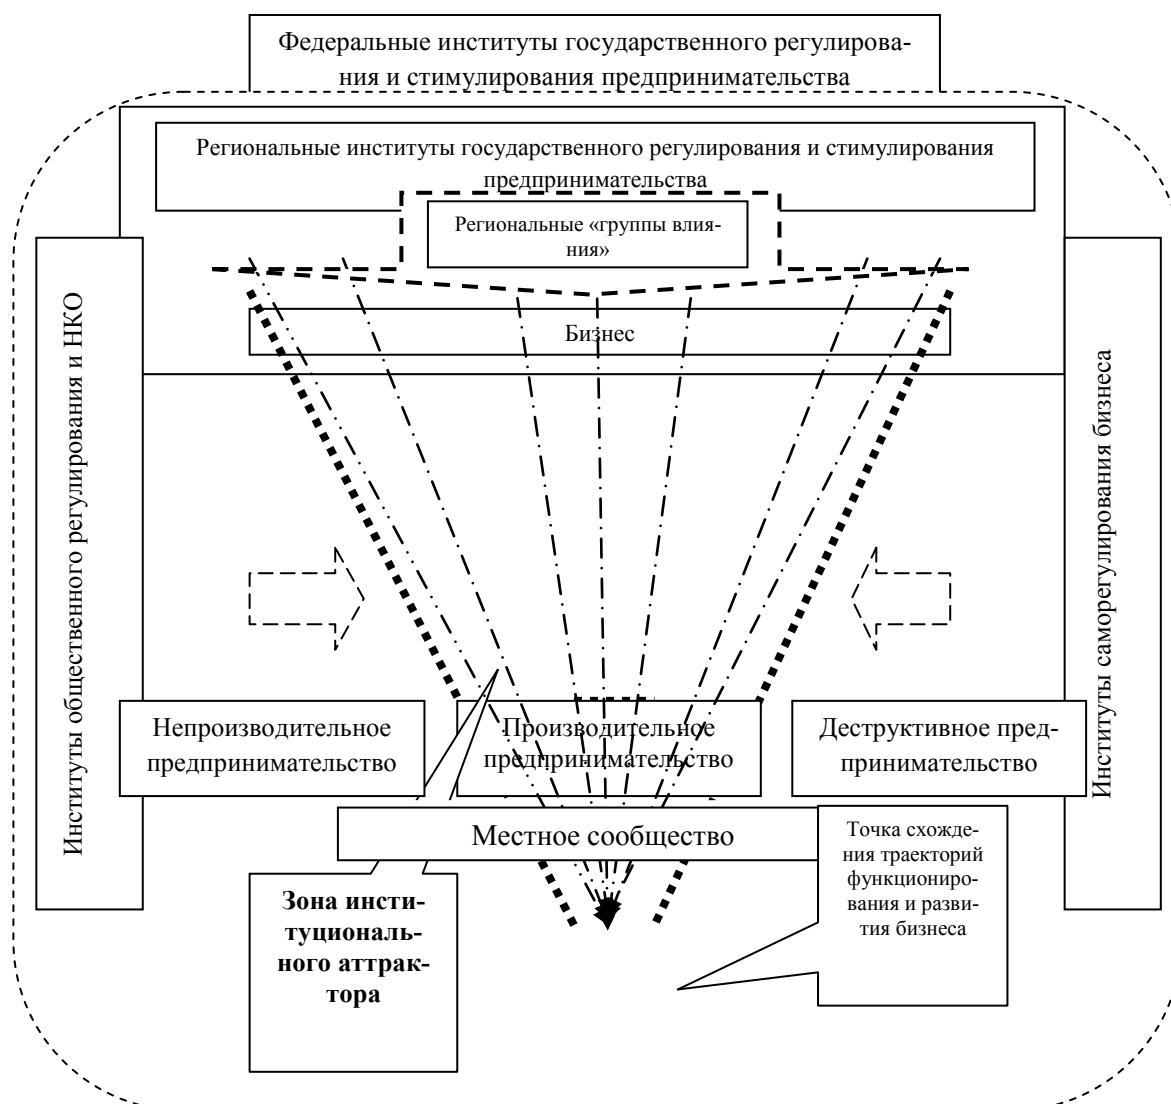 Федеральные институты государственного регулирова-
ния и стимулирования предпринимательства
Региональные институты государственного регулирования и стимулирования
предпринимательства
Региональные «группы влия-
ния»
Бизнес
Институты общественного регулирования и НКО
Институты саморегулирования бизнеса
Непроизводительное
предпринимательство
Производительное
предпринимательство
Деструктивное пред-
принимательство
Местное сообщество
Зона инсти-
туциональ-
ного аттрак-
тора
Точка схожде-
ния траекторий
функциониро-
вания и разви-
тия бизнеса